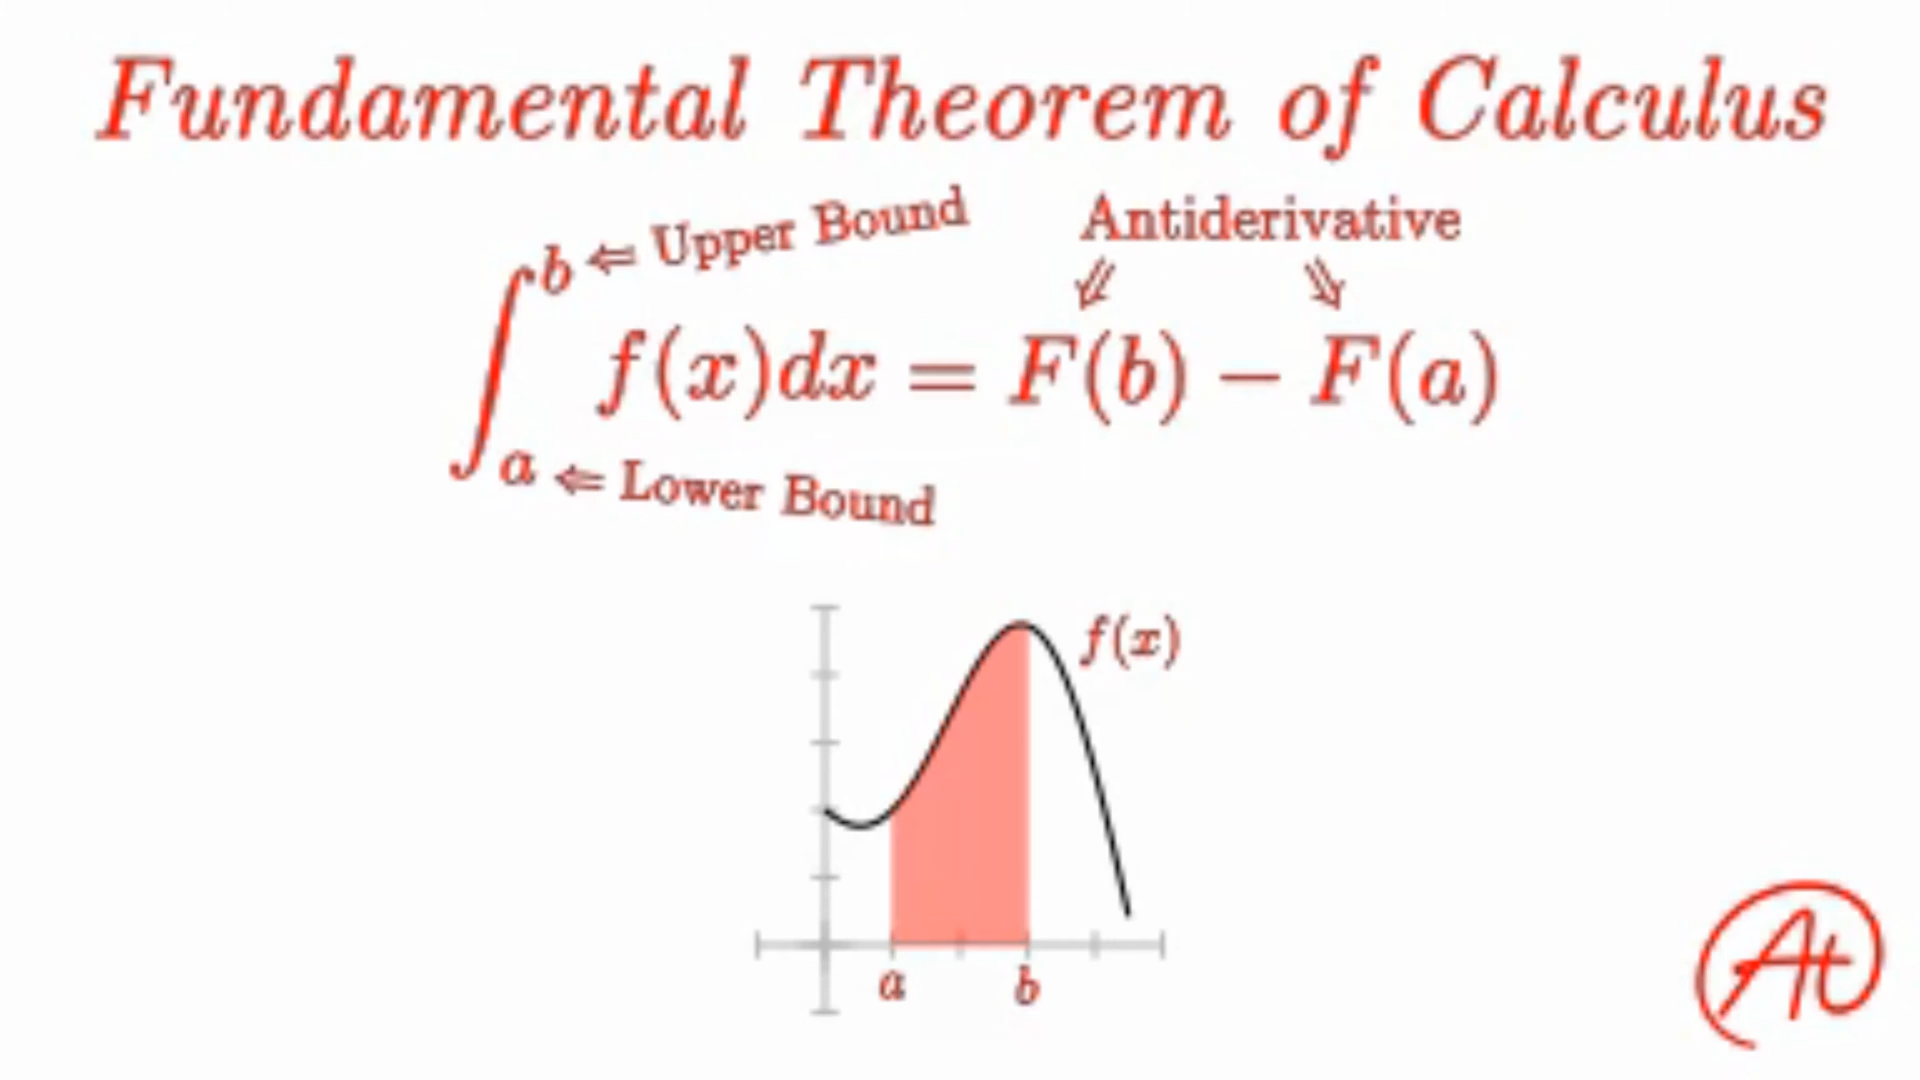 Fundamental Theorem of Calculus
b ⇐ Upper Bound
Antiderivative
⇙ ⇘
∫ f(x)dx = F(b) − F(a)
a ⇐ Lower Bound
f(x)
a b
At